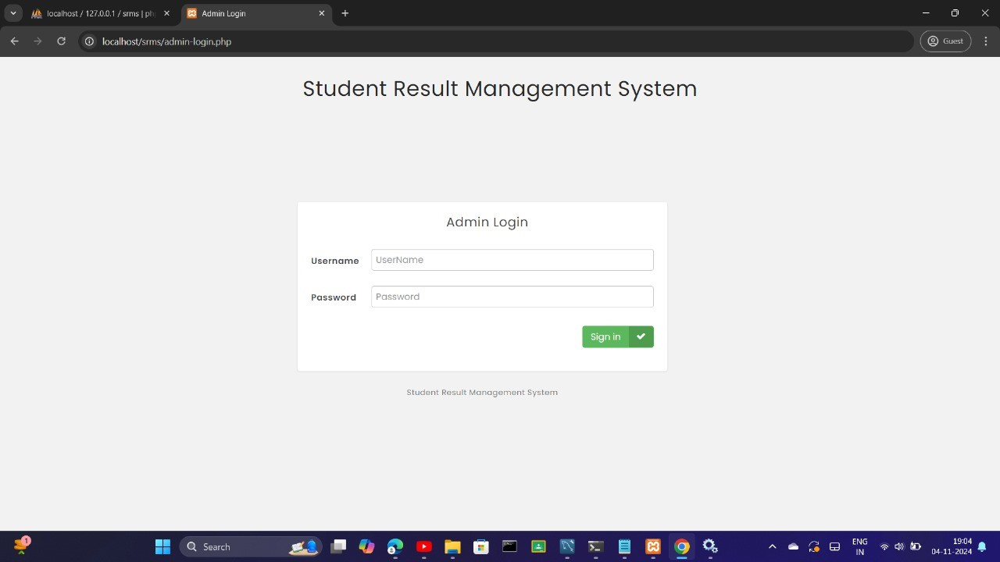 localhost / 127.0.0.1 / srms | ph
Admin Login
localhost/srms/admin-login.php
Guest
Student Result Management System
Admin Login
Username
UserName
Password
Password
Sign in
Student Result Management System
1
Search
ENG
IN
19:04
04-11-2024